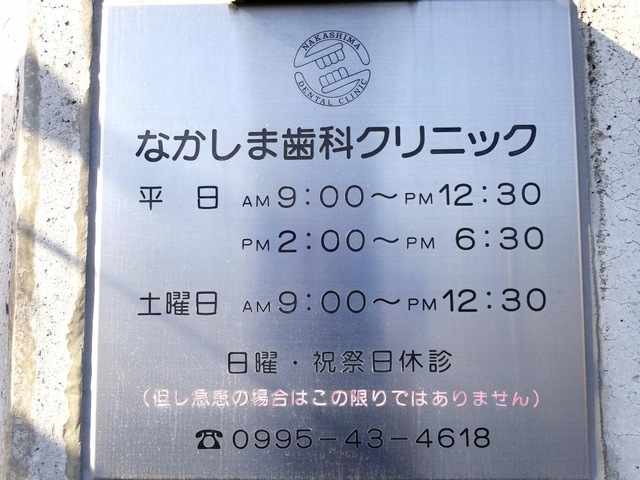 NAKASHIMA
DENTAL CLINIC
なかしま歯科クリニック
平 日 AM 9:00～PM 12:30
PM 2:00～PM 6:30
土曜日 AM 9:00～PM 12:30
日曜・祝祭日休診
(但し急患の場合はこの限りではありません)
☎ 0995-43-4618